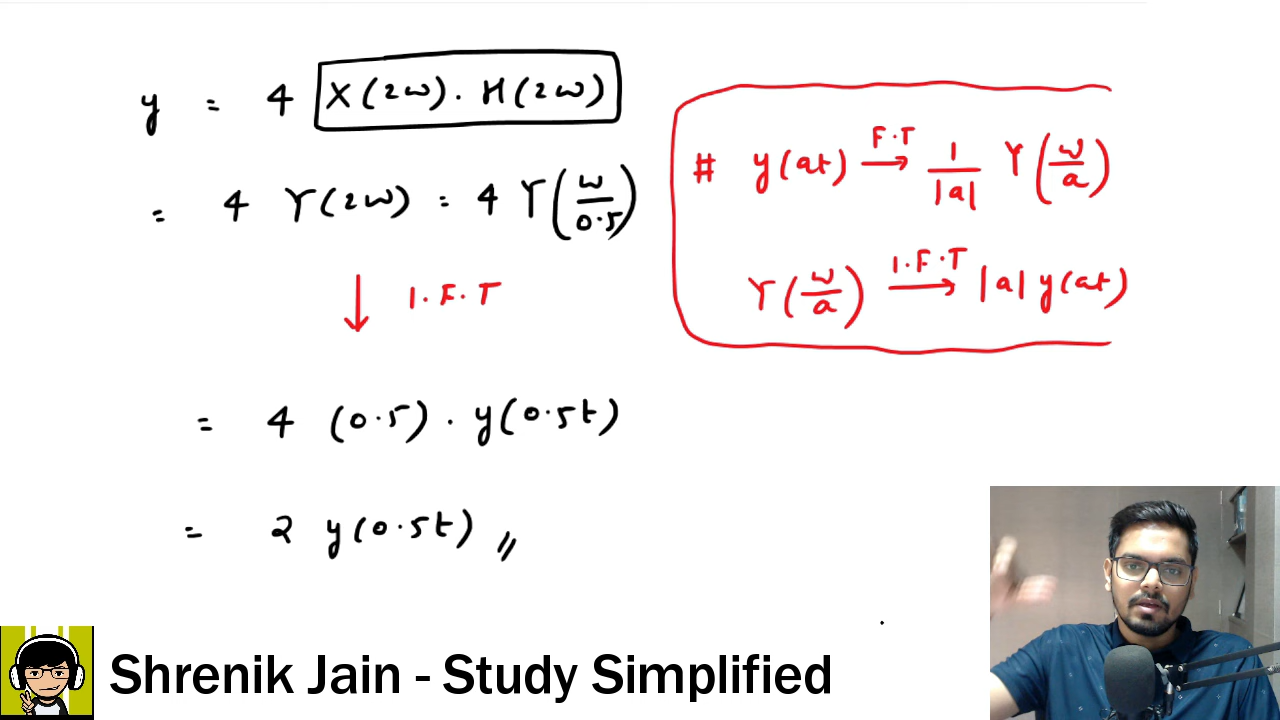 y = 4 X(2ω) . H(2ω)
= 4 Y(2ω) = 4 Y(ω/0.5)
↓ I.F.T
= 4 (0.5) . y(0.5t)
= 2 y(0.5t) //
# y(at) F.T → 1/|a| Y(ω/a)
Y(ω/a) I.F.T → |a| y(at)
Shrenik Jain - Study Simplified